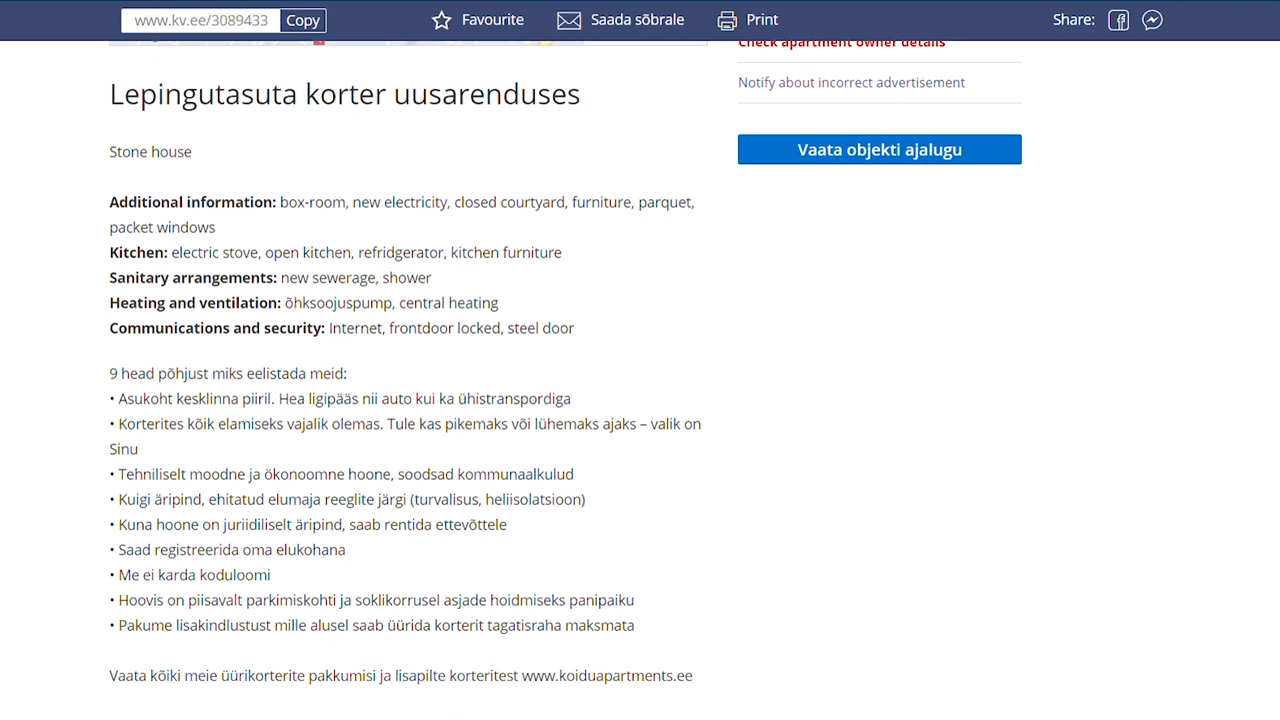 www.kv.ee/3089433 Copy Favourite Saada sõbrale Print Share:
Check apartment owner details
Notify about incorrect advertisement
Lepingutasuta korter uusarenduses
Vaata objekti ajalugu
Stone house
Additional information: box-room, new electricity, closed courtyard, furniture, parquet,
packet windows
Kitchen: electric stove, open kitchen, refridgerator, kitchen furniture
Sanitary arrangements: new sewerage, shower
Heating and ventilation: õhksoojuspump, central heating
Communications and security: Internet, frontdoor locked, steel door
9 head põhjust miks eelistada meid:
• Asukoht kesklinna piiril. Hea ligipääs nii auto kui ka ühistranspordiga
• Korterites kõik elamiseks vajalik olemas. Tule kas pikemaks või lühemaks ajaks – valik on
Sinu
• Tehniliselt moodne ja ökonoomne hoone, soodsad kommunaalkulud
• Kuigi äripind, ehitatud elumaja reeglite järgi (turvalisus, heliisolatsioon)
• Kuna hoone on juriidiliselt äripind, saab rentida ettevõttele
• Saad registreerida oma elukohana
• Me ei karda koduloomi
• Hoovis on piisavalt parkimiskohti ja soklikorrusel asjade hoidmiseks panipaiku
• Pakume lisakindlustust mille alusel saab üürida korterit tagatisraha maksmata
Vaata kõiki meie üürikorterite pakkumisi ja lisapilte korteritest www.koiduapartments.ee